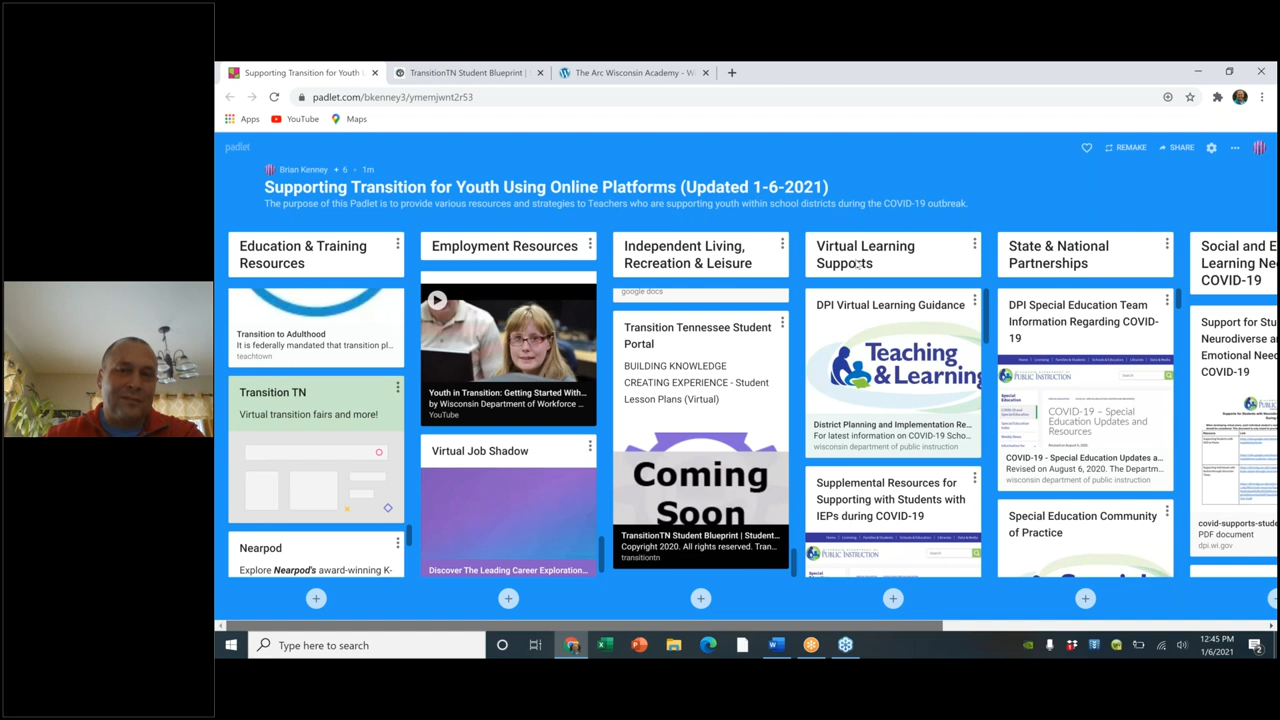 Supporting Transition for Youth
TransitionTN Student Blueprint |
The Arc Wisconsin Academy - W
padlet.com/bkenney3/ymemjwnt2r53
Apps
YouTube
Maps
padlet
REMAKE
SHARE
Brian Kenney + 6 · 1m
Supporting Transition for Youth Using Online Platforms (Updated 1-6-2021)
The purpose of this Padlet is to provide various resources and strategies to Teachers who are supporting youth within school districts during the COVID-19 outbreak.
Education & Training
Resources
Transition to Adulthood
It is federally mandated that transition pl...
teachtown
Transition TN
Virtual transition fairs and more!
Nearpod
Explore Nearpod's award-winning K-
Employment Resources
Youth in Transition: Getting Started With...
by Wisconsin Department of Workforce ...
YouTube
Virtual Job Shadow
Discover The Leading Career Exploration...
Independent Living,
Recreation & Leisure
google docs
Transition Tennessee Student
Portal
BUILDING KNOWLEDGE
CREATING EXPERIENCE - Student
Lesson Plans (Virtual)
Coming
Soon
TransitionTN Student Blueprint | Student...
Copyright 2020. All rights reserved. Tran...
transitiontn
Virtual Learning
Supports
DPI Virtual Learning Guidance
Teaching
& Learning
District Planning and Implementation Re...
For latest information on COVID-19 Scho...
wisconsin department of public instruction
Supplemental Resources for
Supporting with Students with
IEPs during COVID-19
PUBLIC INSTRUCTION
State & National
Partnerships
DPI Special Education Team
Information Regarding COVID-
19
PUBLIC INSTRUCTION
COVID-19 – Special
Education Updates and
Resources
COVID-19 - Special Education Updates a...
Revised on August 6, 2020. The Departm...
wisconsin department of public instruction
Special Education Community
of Practice
Social and E
Learning Ne
COVID-19
Support for Stu
Neurodiverse a
Emotional Nee
COVID-19
covid-supports-stude
PDF document
dpi.wi.gov
Type here to search
12:45 PM
1/6/2021
2